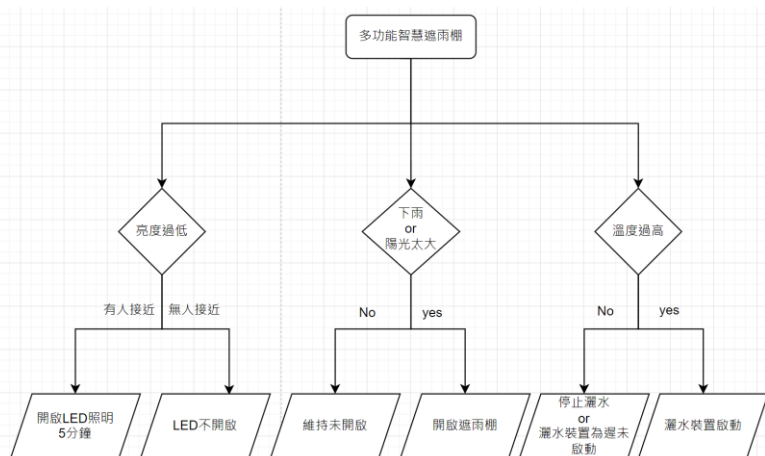 多功能智慧遮雨棚
亮度過低
下雨
or
陽光太大
溫度過高
有人接近
無人接近
No
yes
No
yes
開啟LED照明
5分鐘
LED不開啟
維持未開啟
開啟遮雨棚
停止灑水
or
灑水裝置為遲未
啟動
灑水裝置啟動